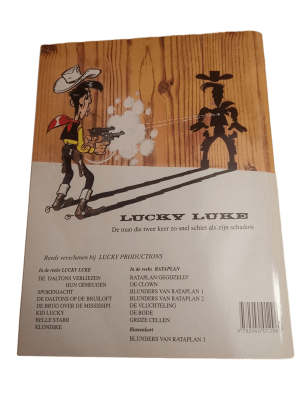 LUCKY LUKE
De man die twee keer zo snel schiet als zijn schaduw
Reeds verschenen bij LUCKY PRODUCTIONS
In de reeks LUCKY LUKE
DE DALTONS VERLIEZEN
HUN GEHEUGEN
SPOKENJACHT
DE DALTONS OP DE BRUILOFT
DE BRUG OVER DE MISSISSIPI
KID LUCKY
BELLE STARR
KLONDIKE
In de reeks RATAPLAN
RATAPLAN GEGIJZELD!
DE CLOWN
BLUNDERS VAN RATAPLAN 1
BLUNDERS VAN RATAPLAN 2
DE VLUCHTELING
DE BODE
GRIJZE CELLEN
Binnenkort
BLUNDERS VAN RATAPLAN 3